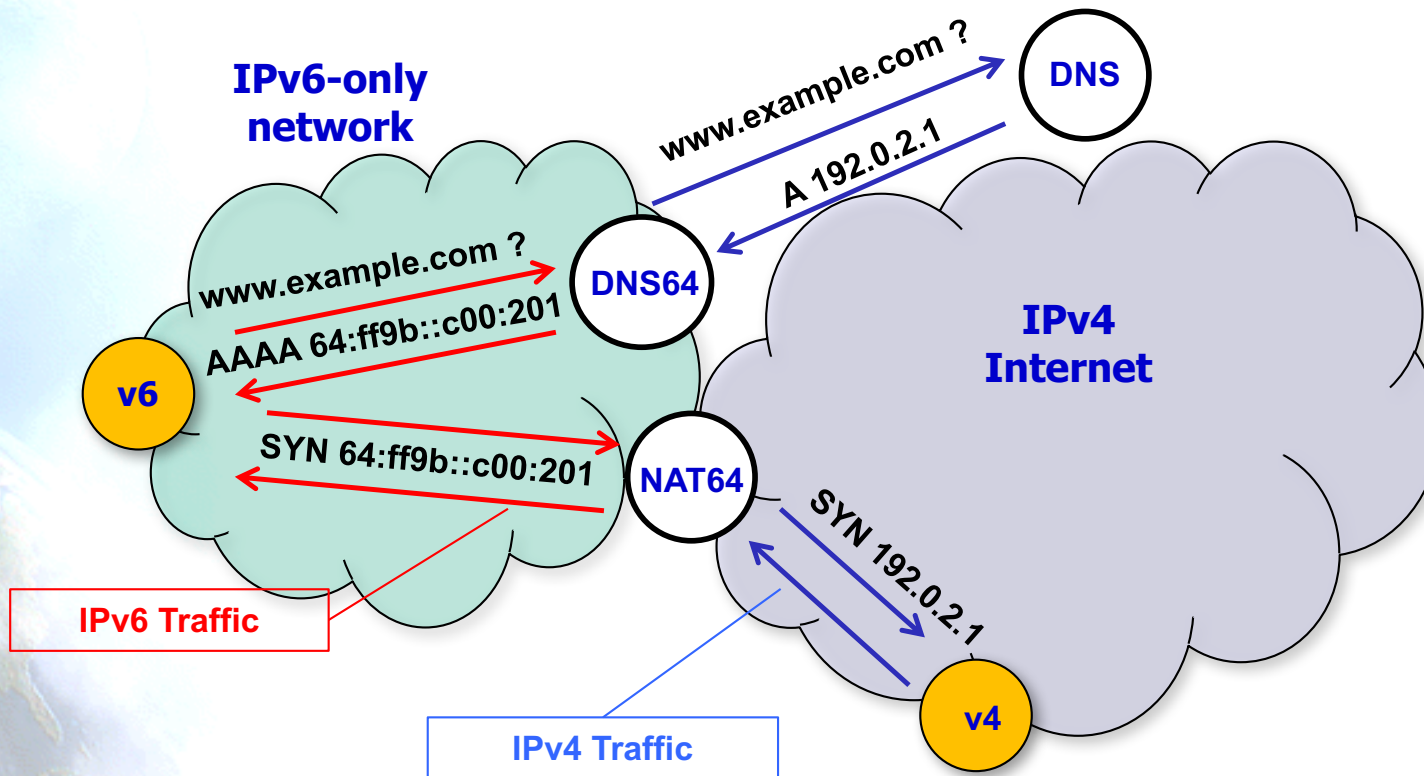 IPv6-only
network
www.example.com ?
DNS
A 192.0.2.1
www.example.com ?
DNS64
AAAA 64:ff9b::c00:201
IPv4
Internet
v6
SYN 64:ff9b::c00:201
NAT64
SYN 192.0.2.1
IPv6 Traffic
v4
IPv4 Traffic